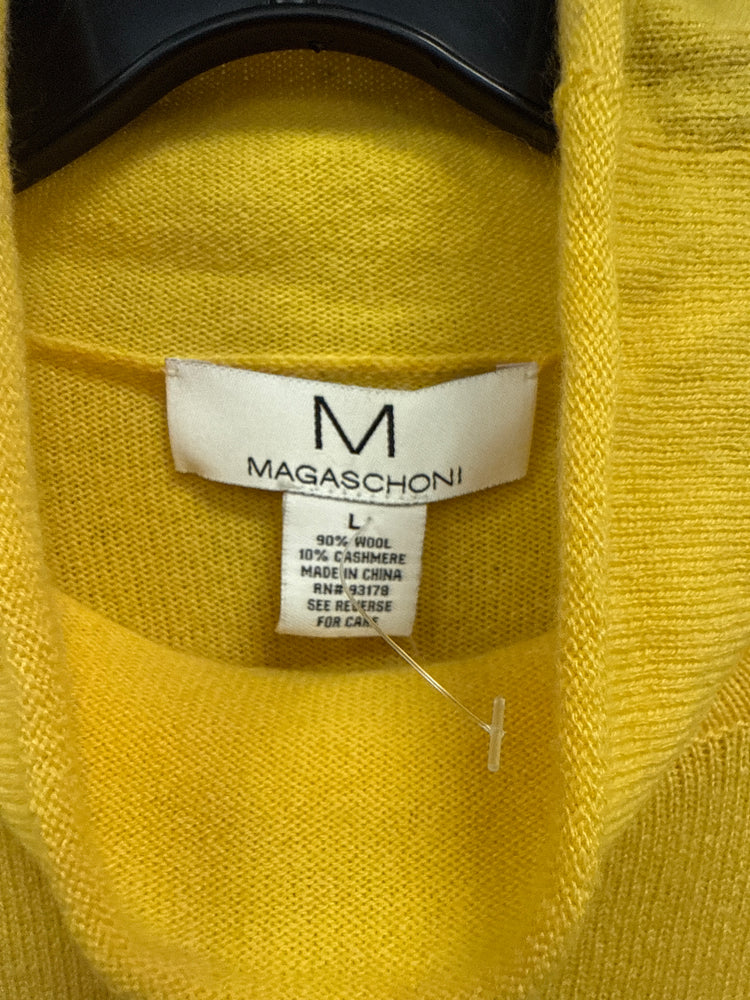 M
MAGASCHONI
L
90% WOOL
10% CASHMERE
MADE IN CHINA
RN# 93178
SEE REVERSE
FOR CARE